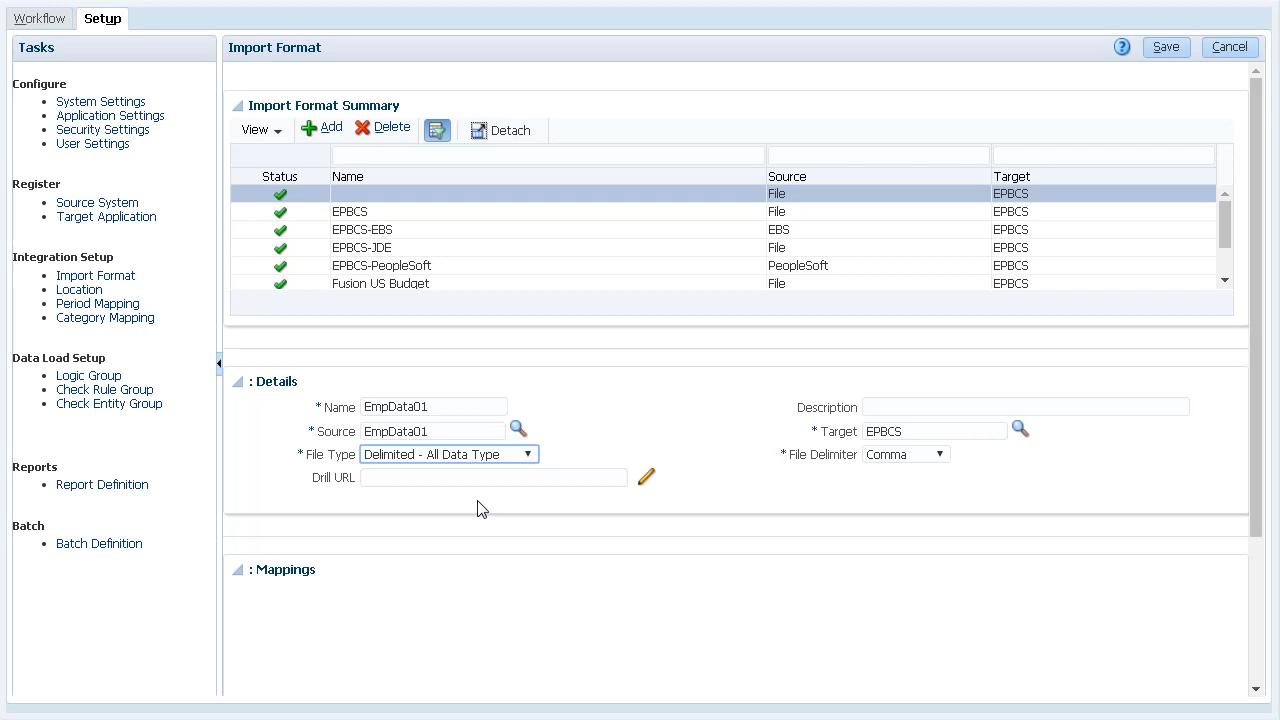 Workflow
Setup
Tasks
Configure
System Settings
Application Settings
Security Settings
User Settings
Register
Source System
Target Application
Integration Setup
Import Format
Location
Period Mapping
Category Mapping
Data Load Setup
Logic Group
Check Rule Group
Check Entity Group
Reports
Report Definition
Batch
Batch Definition
Import Format
? Save Cancel
Import Format Summary
View Add Delete Detach
Status Name Source Target
File EPBCS
EPBCS File EPBCS
EPBCS-EBS EBS EPBCS
EPBCS-JDE File EPBCS
EPBCS-PeopleSoft PeopleSoft EPBCS
Fusion US Budget File EPBCS
: Details
* Name EmpData01 Description
* Source EmpData01 * Target EPBCS
* File Type Delimited - All Data Type * File Delimiter Comma
Drill URL
: Mappings